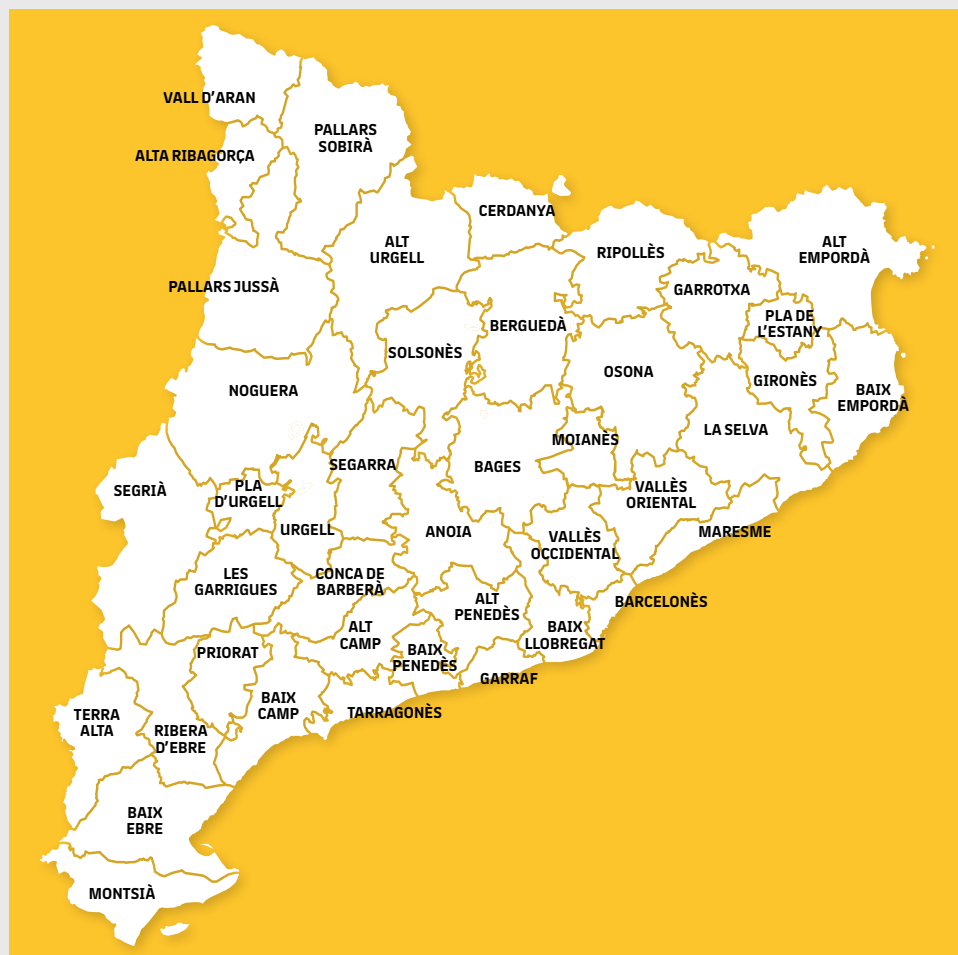 VALL D'ARAN
PALLARS
SOBIRÀ
ALTA RIBAGORÇA
CERDANYA
ALT
URGELL
RIPOLLÈS
ALT
EMPORDÀ
PALLARS JUSSÀ
GARROTXA
PLA DE
L'ESTANY
BERGUEDÀ
SOLSONÈS
OSONA
GIRONÈS
NOGUERA
BAIX
EMPORDÀ
LA SELVA
MOIANÈS
SEGARRA
BAGES
SEGRIÀ
PLA
D'URGELL
VALLÈS
ORIENTAL
URGELL
ANOIA
MARESME
VALLÈS
OCCIDENTAL
LES
GARRIGUES
CONCA DE
BARBERÀ
ALT
PENEDÈS
BARCELONÈS
ALT
CAMP
BAIX
LLOBREGAT
PRIORAT
BAIX
PENEDÈS
GARRAF
BAIX
CAMP
TARRAGONÈS
TERRA
ALTA
RIBERA
D'EBRE
BAIX
EBRE
MONTSIÀ